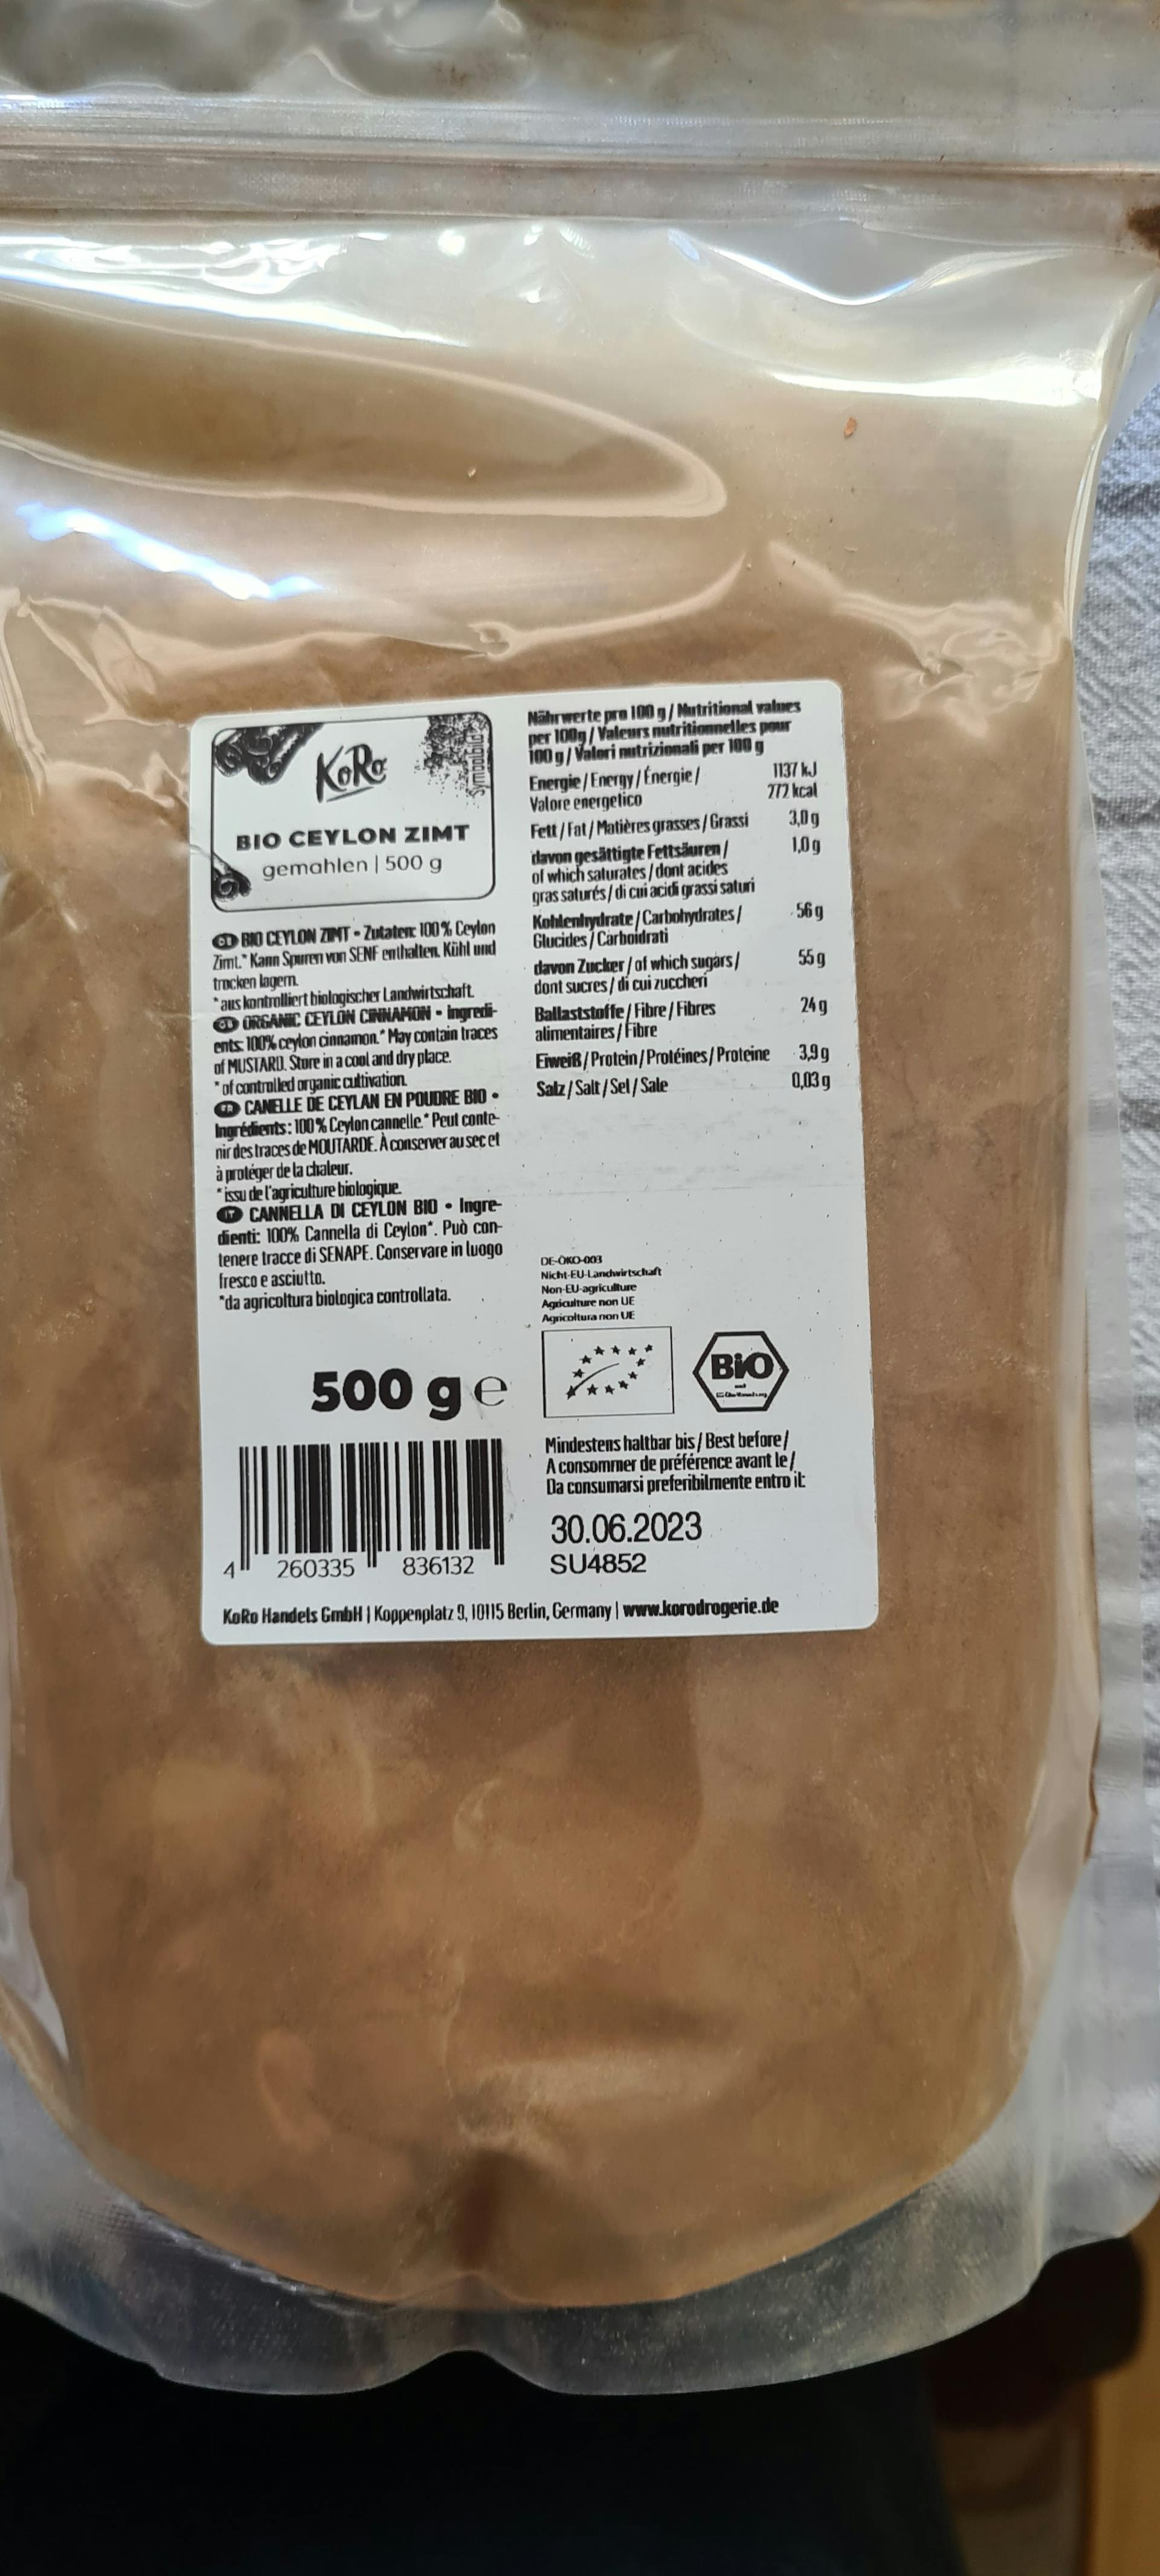 KoRo
Symbolbild
BIO CEYLON ZIMT
gemahlen | 500 g
DE BIO CEYLON ZIMT • Zutaten: 100% Ceylon
Zimt.* Kann Spuren von SENF enthalten. Kühl und
trocken lagern.
*aus kontrolliert biologischer Landwirtschaft.
GB ORGANIC CEYLON CINNAMON • Ingredi-
ents: 100% ceylon cinnamon.* May contain traces
of MUSTARD. Store in a cool and dry place.
* of controlled organic cultivation.
FR CANELLE DE CEYLAN EN POUDRE BIO •
Ingrédients: 100% Ceylon cannelle.* Peut conte-
nir des traces de MOUTARDE. À conserver au sec et
à protéger de la chaleur.
* issu de l'agriculture biologique.
IT CANNELLA DI CEYLON BIO • Ingre-
dienti: 100% Cannella di Ceylon*. Può con-
tenere tracce di SENAPE. Conservare in luogo
fresco e asciutto.
*da agricoltura biologica controllata.
500 g e
4 260335 836132
Nährwerte pro 100 g / Nutritional values
per 100g / Valeurs nutritionnelles pour
100 g / Valori nutrizionali per 100 g
Energie / Energy / Énergie / 1137 kJ
Valore energetico 272 kcal
Fett / Fat / Matières grasses / Grassi 3,0 g
davon gesättigte Fettsäuren / 1,0 g
of which saturates / dont acides
gras saturés / di cui acidi grassi saturi
Kohlenhydrate / Carbohydrates / 56 g
Glucides / Carboidrati
davon Zucker / of which sugars / 55 g
dont sucres / di cui zuccheri
Ballaststoffe / Fibre / Fibres 24 g
alimentaires / Fibre
Eiweiß / Protein / Protéines / Proteine 3,9 g
Salz / Salt / Sel / Sale 0,03 g
DE-ÖKO-003
Nicht-EU-Landwirtschaft
Non-EU-agriculture
Agriculture non UE
Agricoltura non UE
BiO
Mindestens haltbar bis / Best before /
A consommer de préférence avant le /
Da consumarsi preferibilmente entro il:
30.06.2023
SU4852
KoRo Handels GmbH | Koppenplatz 9, 10115 Berlin, Germany | www.korodrogerie.de